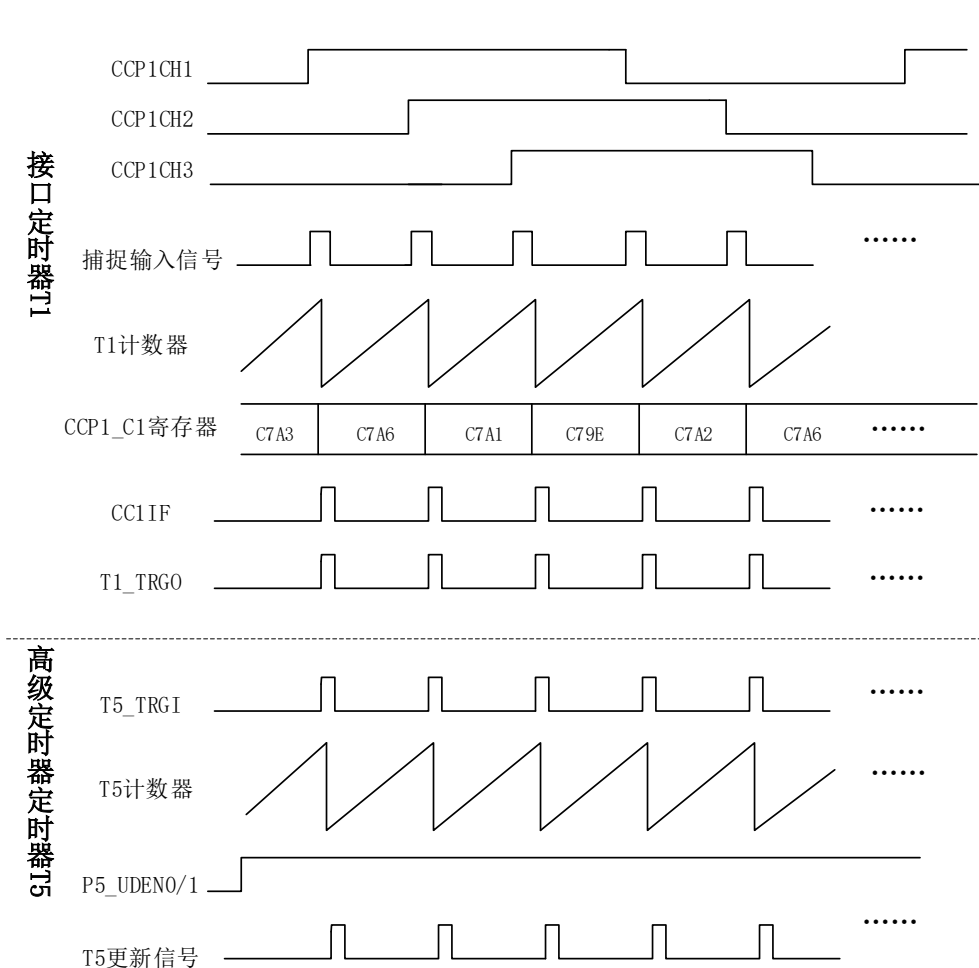 接口定时器T1
CCP1CH1
CCP1CH2
CCP1CH3
捕捉输入信号
......
T1计数器
CCP1_C1寄存器
C7A3 C7A6 C7A1 C79E C7A2 C7A6 ......
CC1IF
......
T1_TRGO
......
高级定时器定时器T5
T5_TRGI
......
T5计数器
......
P5_UDEN0/1
T5更新信号
......